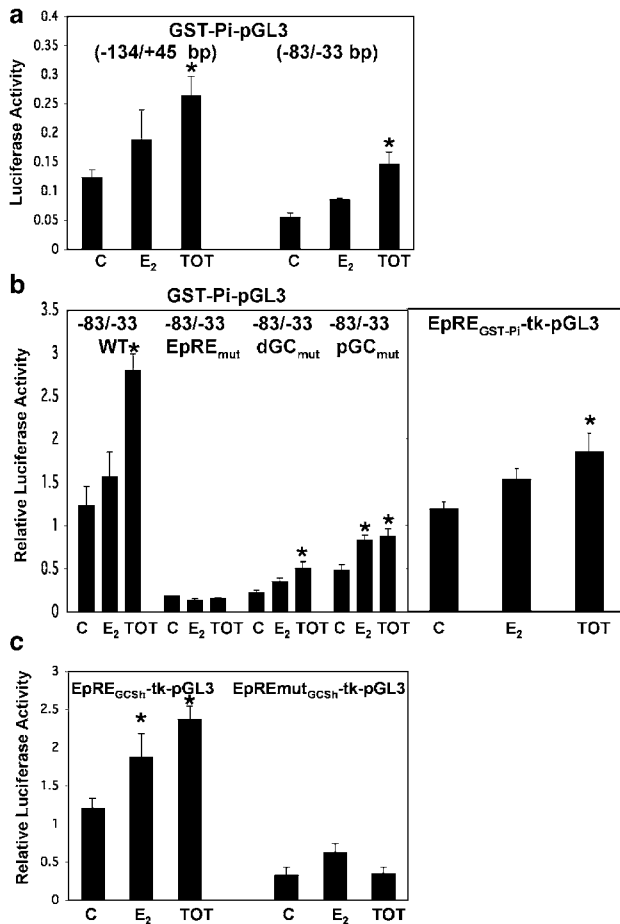 a
GST-Pi-pGL3
(-134/+45 bp) (-83/-33 bp)
Luciferase Activity
0.4
0.35
0.3
0.25
0.2
0.15
0.1
0.05
0
* *
C E₂ TOT C E₂ TOT
b
GST-Pi-pGL3
-83/-33 -83/-33 -83/-33 -83/-33
WT EpREmut dGCmut pGCmut
EpREGST-Pi-tk-pGL3
Relative Luciferase Activity
3.5
3
2.5
2
1.5
1
0.5
0
* * * * *
C E₂ TOT C E₂ TOT C E₂ TOT C E₂ TOT C E₂ TOT
c
EpREGCSh-tk-pGL3 EpREmutGCSh-tk-pGL3
Relative Luciferase Activity
3
2.5
2
1.5
1
0.5
0
* *
C E₂ TOT C E₂ TOT